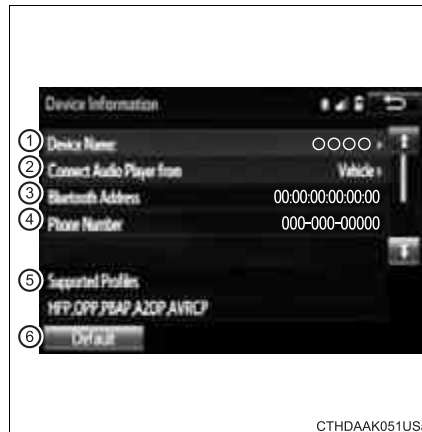 Device Information
1 Device Name ○○○○
2 Connect Audio Player from Vehicle
3 Bluetooth Address 00:00:00:00:00:00
4 Phone Number 000-000-00000
5 Supported Profiles
HFP,OPP,PBAP,A2DP,AVRCP
6 Default
CTHDAAK051US